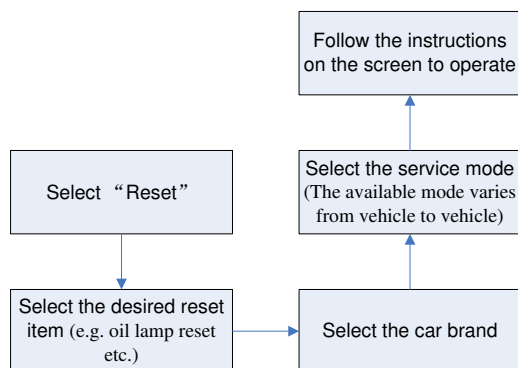 Select “Reset”
Select the desired reset
item (e.g. oil lamp reset
etc.)
Select the car brand
Select the service mode
(The available mode varies
from vehicle to vehicle)
Follow the instructions
on the screen to operate